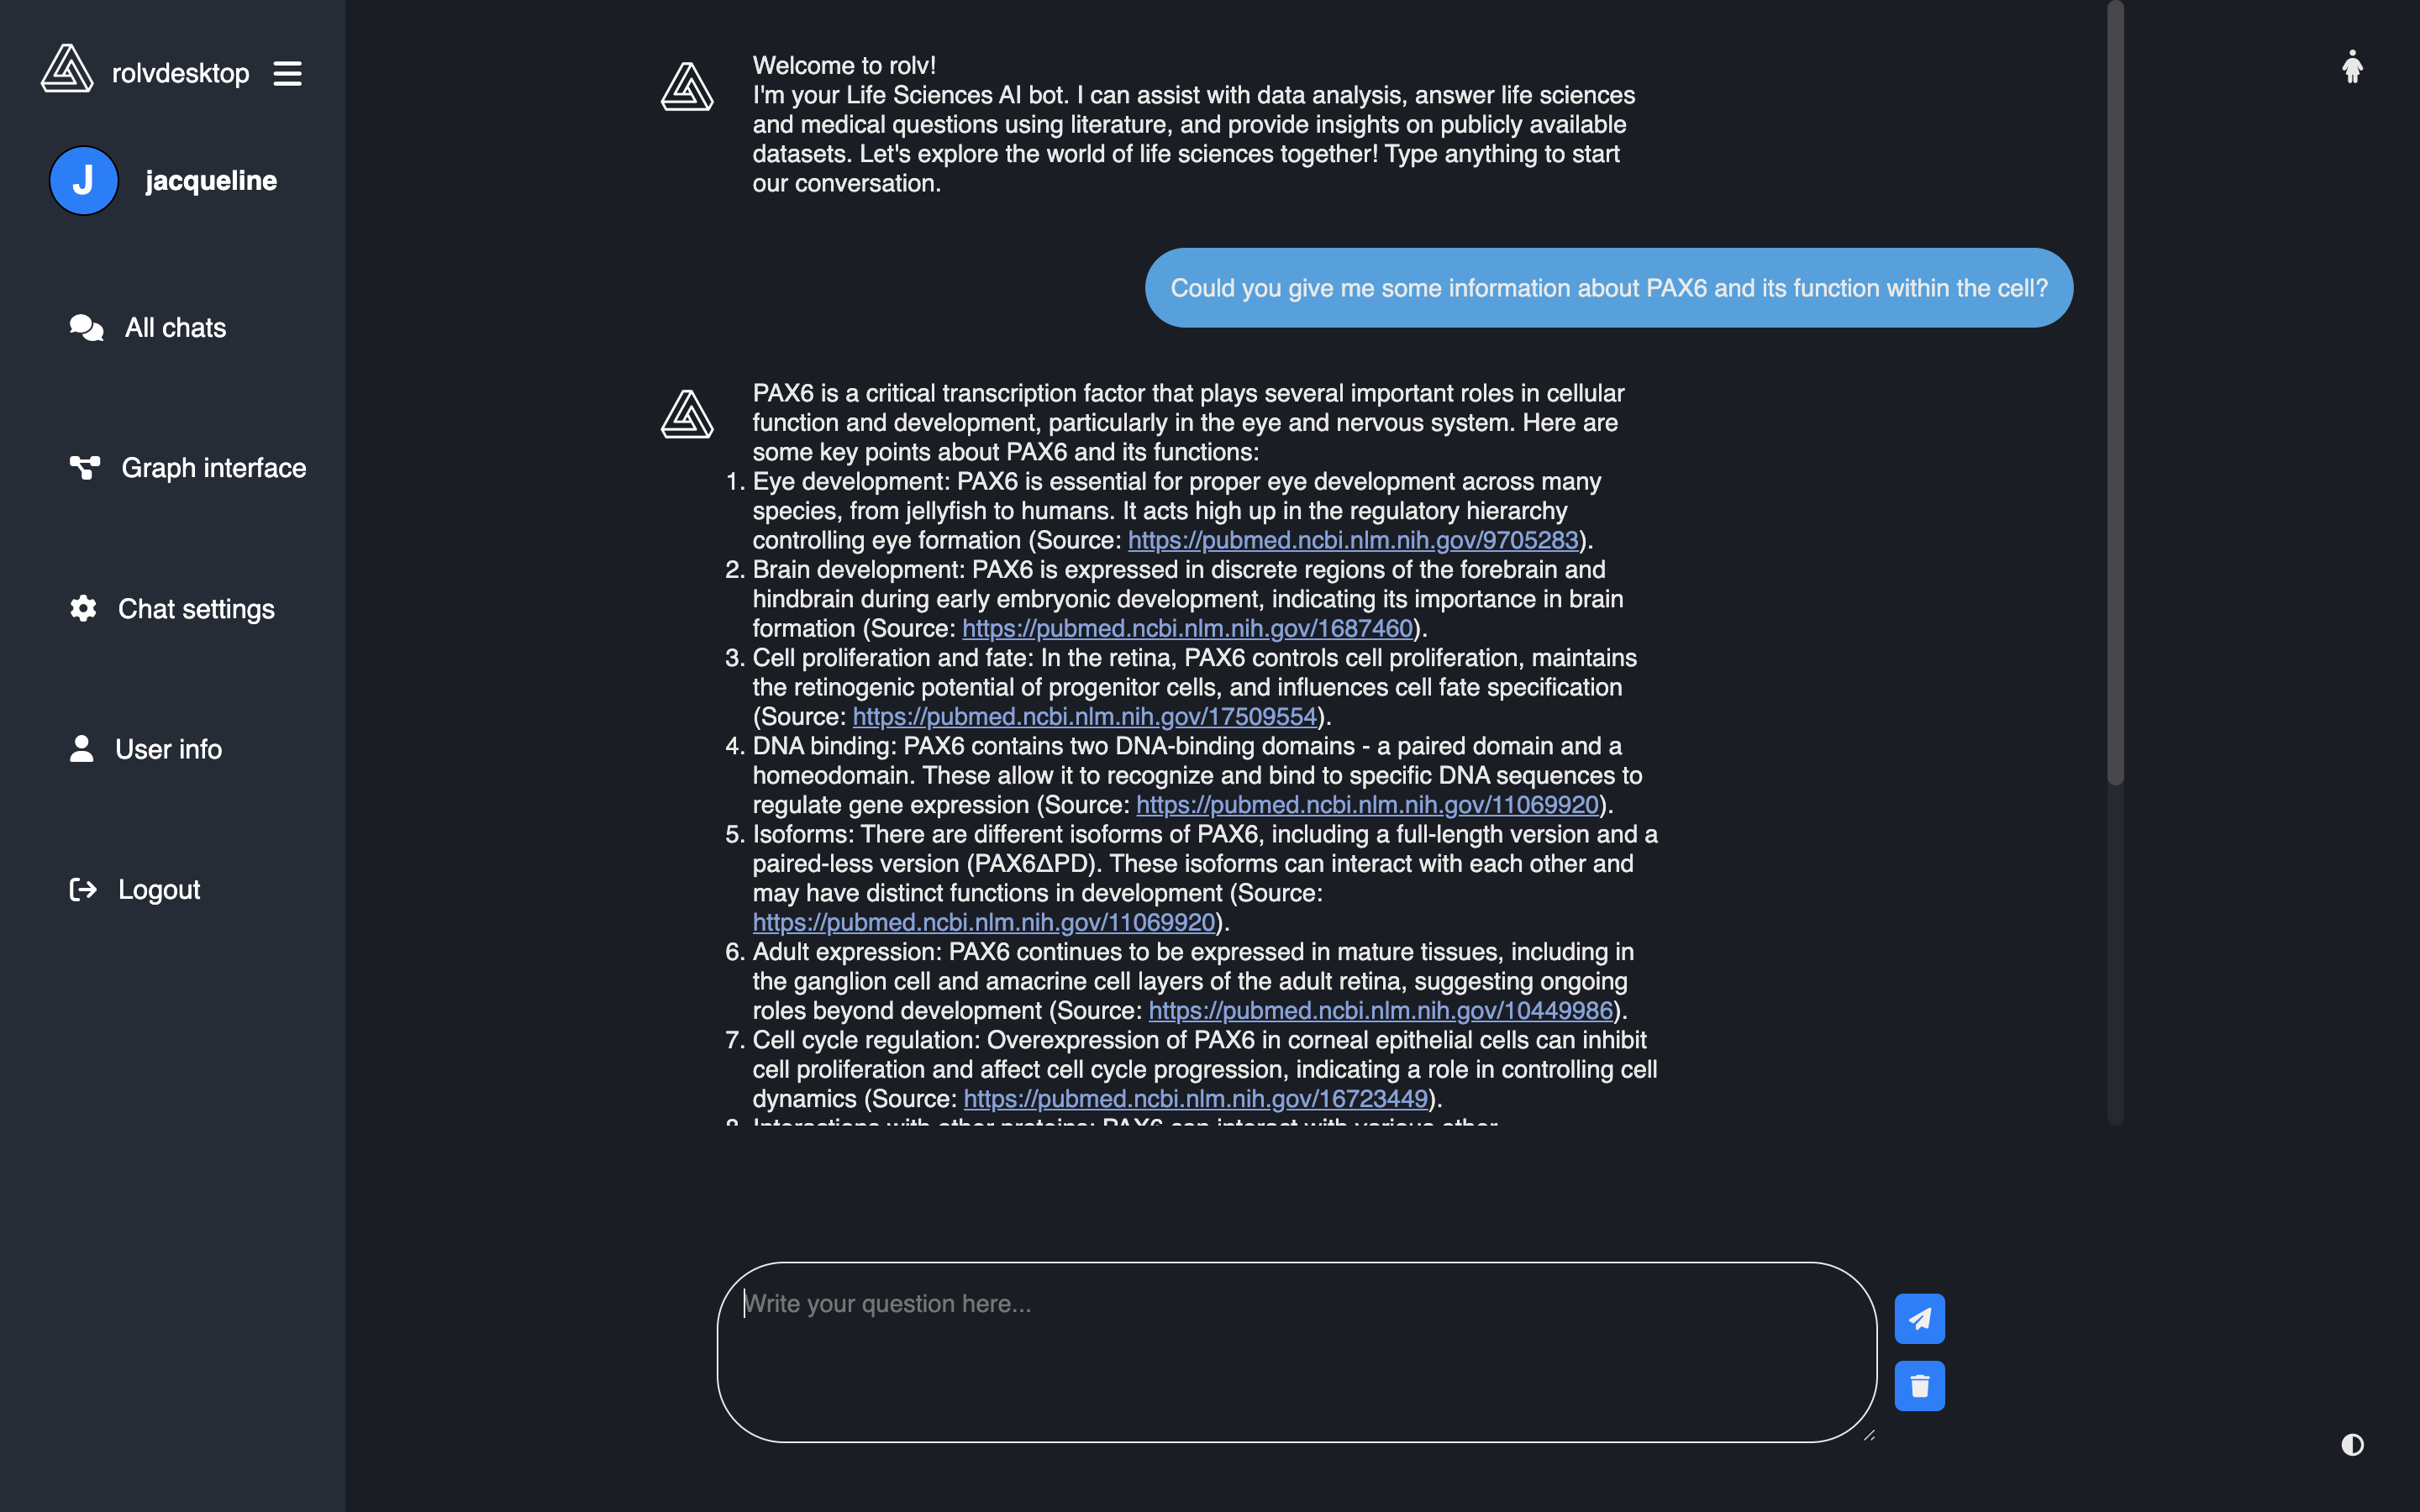 rolvdesktop
J
jacqueline
All chats
Graph interface
Chat settings
User info
Logout
Welcome to rolv!
I'm your Life Sciences AI bot. I can assist with data analysis, answer life sciences
and medical questions using literature, and provide insights on publicly available
datasets. Let's explore the world of life sciences together! Type anything to start
our conversation.
Could you give me some information about PAX6 and its function within the cell?
PAX6 is a critical transcription factor that plays several important roles in cellular
function and development, particularly in the eye and nervous system. Here are
some key points about PAX6 and its functions:
1. Eye development: PAX6 is essential for proper eye development across many
species, from jellyfish to humans. It acts high up in the regulatory hierarchy
controlling eye formation (Source: https://pubmed.ncbi.nlm.nih.gov/9705283).
2. Brain development: PAX6 is expressed in discrete regions of the forebrain and
hindbrain during early embryonic development, indicating its importance in brain
formation (Source: https://pubmed.ncbi.nlm.nih.gov/1687460).
3. Cell proliferation and fate: In the retina, PAX6 controls cell proliferation, maintains
the retinogenic potential of progenitor cells, and influences cell fate specification
(Source: https://pubmed.ncbi.nlm.nih.gov/17509554).
4. DNA binding: PAX6 contains two DNA-binding domains - a paired domain and a
homeodomain. These allow it to recognize and bind to specific DNA sequences to
regulate gene expression (Source: https://pubmed.ncbi.nlm.nih.gov/11069920).
5. Isoforms: There are different isoforms of PAX6, including a full-length version and a
paired-less version (PAX6ΔPD). These isoforms can interact with each other and
may have distinct functions in development (Source:
https://pubmed.ncbi.nlm.nih.gov/11069920).
6. Adult expression: PAX6 continues to be expressed in mature tissues, including in
the ganglion cell and amacrine cell layers of the adult retina, suggesting ongoing
roles beyond development (Source: https://pubmed.ncbi.nlm.nih.gov/10449986).
7. Cell cycle regulation: Overexpression of PAX6 in corneal epithelial cells can inhibit
cell proliferation and affect cell cycle progression, indicating a role in controlling cell
dynamics (Source: https://pubmed.ncbi.nlm.nih.gov/16723449).
8. Interactions with other proteins: PAX6 can interact with various other
Write your question here...